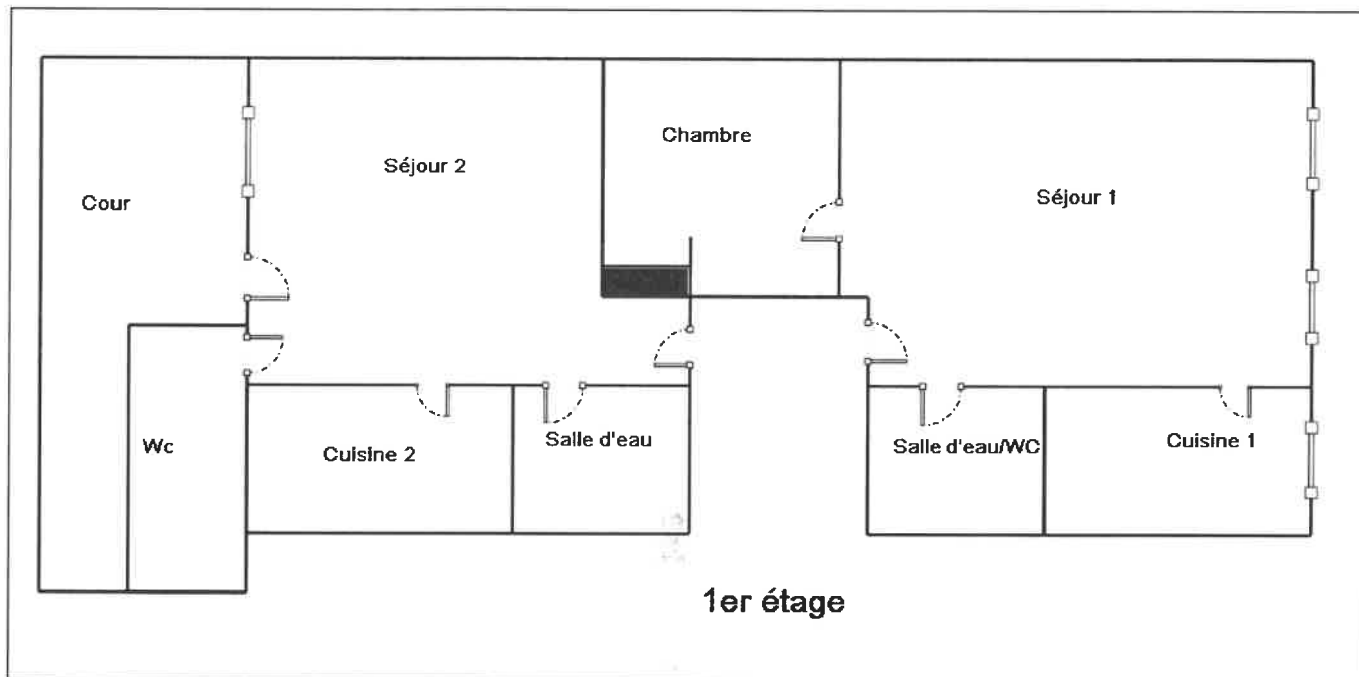 Chambre
Séjour 2
Séjour 1
Cour
Wc
Cuisine 2
Salle d'eau
Salle d'eau/WC
Cuisine 1
1er étage